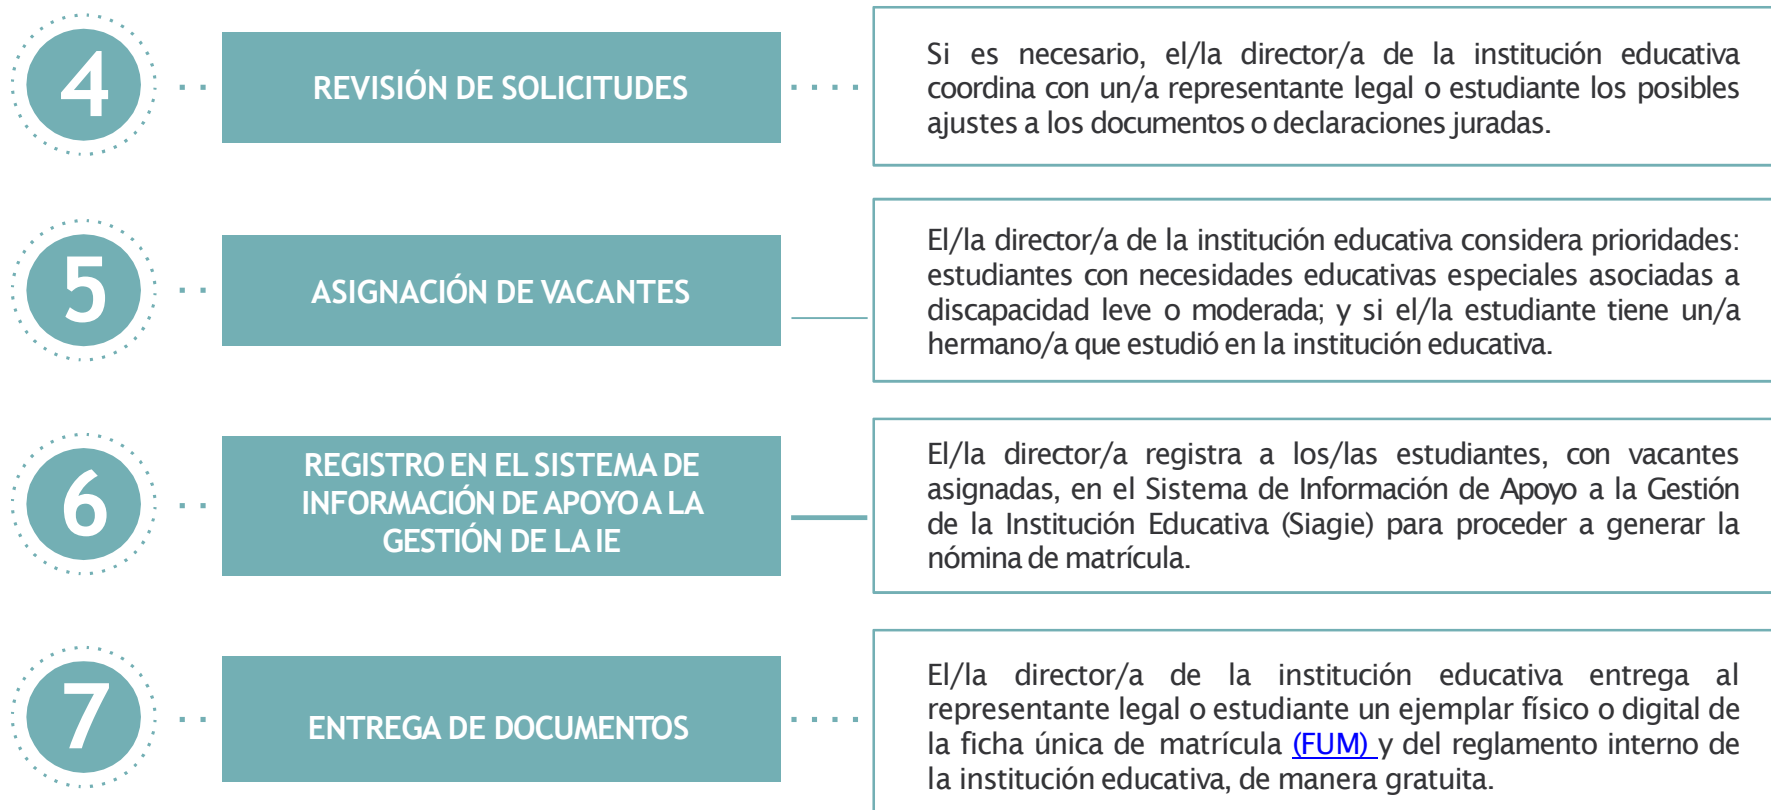 4
REVISIÓN DE SOLICITUDES
Si es necesario, el/la director/a de la institución educativa
coordina con un/a representante legal o estudiante los posibles
ajustes a los documentos o declaraciones juradas.
5
ASIGNACIÓN DE VACANTES
El/la director/a de la institución educativa considera prioridades:
estudiantes con necesidades educativas especiales asociadas a
discapacidad leve o moderada; y si el/la estudiante tiene un/a
hermano/a que estudió en la institución educativa.
6
REGISTRO EN EL SISTEMA DE
INFORMACIÓN DE APOYO A LA
GESTIÓN DE LA IE
El/la director/a registra a los/las estudiantes, con vacantes
asignadas, en el Sistema de Información de Apoyo a la Gestión
de la Institución Educativa (Siagie) para proceder a generar la
nómina de matrícula.
7
ENTREGA DE DOCUMENTOS
El/la director/a de la institución educativa entrega al
representante legal o estudiante un ejemplar físico o digital de
la ficha única de matrícula (FUM) y del reglamento interno de
la institución educativa, de manera gratuita.